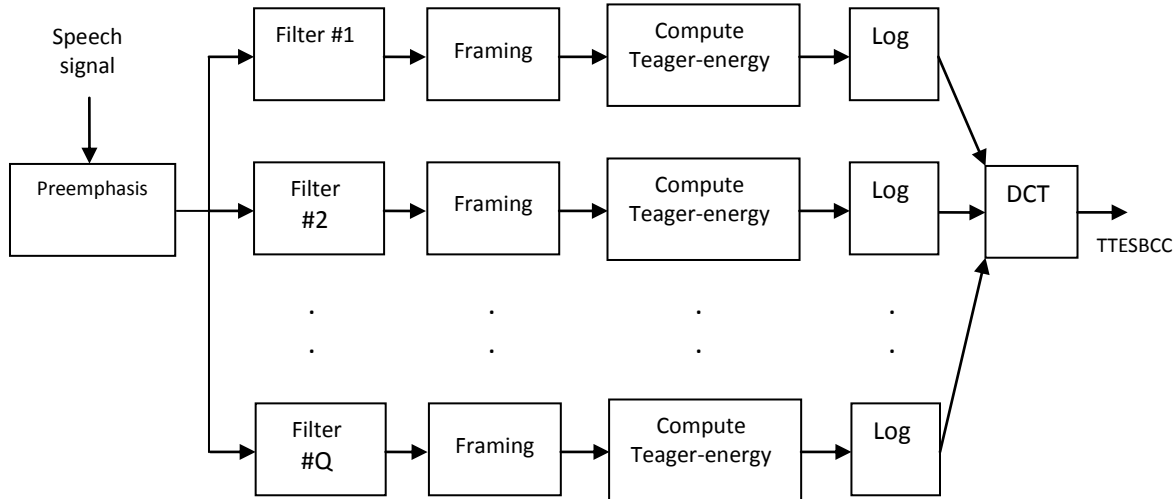 Speech
signal
Preemphasis
Filter #1
Framing
Compute
Teager-energy
Log
Filter
#2
Framing
Compute
Teager-energy
Log
DCT
TTESBCC
Filter
#Q
Framing
Compute
Teager-energy
Log